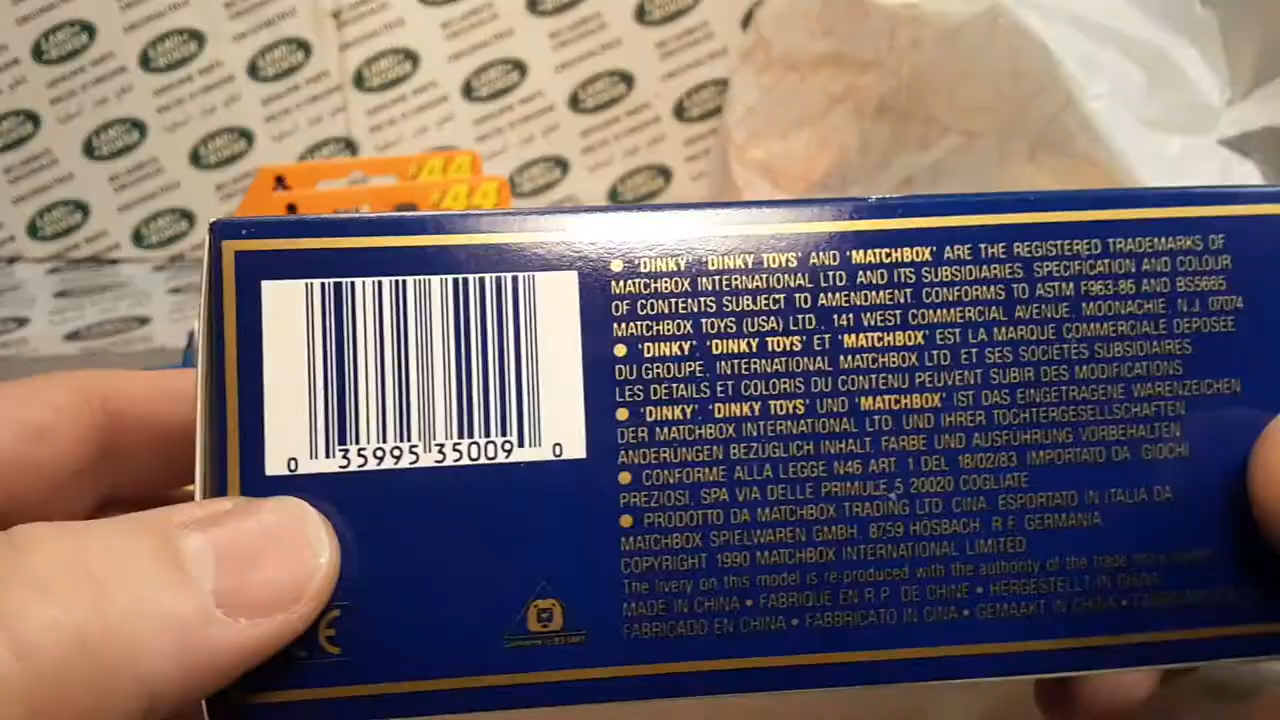 LAND ROVER
$44
$44
● 'DINKY' 'DINKY TOYS' AND 'MATCHBOX' ARE THE REGISTERED TRADEMARKS OF
MATCHBOX INTERNATIONAL LTD. AND ITS SUBSIDIARIES. SPECIFICATION AND COLOUR
OF CONTENTS SUBJECT TO AMENDMENT. CONFORMS TO ASTM F963-86 AND BS5665
MATCHBOX TOYS (USA) LTD., 141 WEST COMMERCIAL AVENUE, MOONACHIE, N.J. 07074
● 'DINKY', 'DINKY TOYS' ET 'MATCHBOX' EST LA MARQUE COMMERCIALE DEPOSÉE
DU GROUPE, INTERNATIONAL MATCHBOX LTD. ET SES SOCIÉTÉS SUBSIDIAIRES
LES DÉTAILS ET COLORIS DU CONTENU PEUVENT SUBIR DES MODIFICATIONS
● 'DINKY', 'DINKY TOYS' UND 'MATCHBOX' IST DAS EINGETRAGENE WARENZEICHEN
DER MATCHBOX INTERNATIONAL LTD. UND IHRER TOCHTERGESELLSCHAFTEN
ÄNDERUNGEN BEZÜGLICH INHALT, FARBE UND AUSFÜHRUNG VORBEHALTEN
● CONFORME ALLA LEGGE N46 ART. 1 DEL 18/02/83 IMPORTATO DA: GIOCHI
PREZIOSI, SPA VIA DELLE PRIMULE,5 20020 COGLIATE
● PRODOTTO DA MATCHBOX TRADING LTD. CINA. ESPORTATO IN ITALIA DA
MATCHBOX SPIELWAREN GMBH, 8759 HÖSBACH, R.F. GERMANIA
COPYRIGHT 1990 MATCHBOX INTERNATIONAL LIMITED
The livery on this model is re-produced with the authority of the trade
MADE IN CHINA • FABRIQUÉ EN R.P. DE CHINE • HERGESTELLT IN CHINA
FABRICADO EN CHINA • FABBRICATO IN CINA • GEMAAKT IN CHINA •
0 35995 35009 0
CE